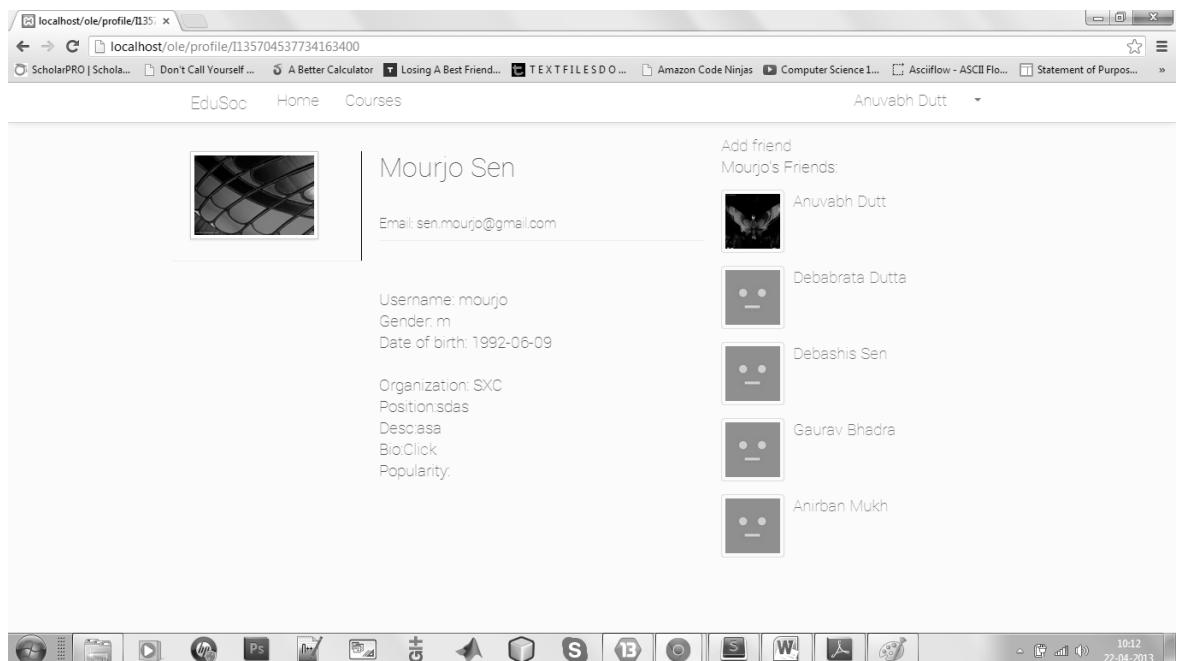 localhost/ole/profile/I135
localhost/ole/profile/I135704537734163400
ScholarPRO | Schola...
Don't Call Yourself ...
A Better Calculator
Losing A Best Friend...
T E X T F I L E S D O ...
Amazon Code Ninjas
Computer Science 1...
Asciiflow - ASCII Flo...
Statement of Purpos...
»
EduSoc
Home
Courses
Anuvabh Dutt
Mourjo Sen
Email: sen.mourjo@gmail.com
Username: mourjo
Gender: m
Date of birth: 1992-06-09
Organization: SXC
Position:sdas
Desc:asa
Bio:Click
Popularity:
Add friend
Mourjo's Friends:
Anuvabh Dutt
Debabrata Dutta
Debashis Sen
Gaurav Bhadra
Anirban Mukh
hp
Ps
git
S
B
S
W
10:12
22-04-2013